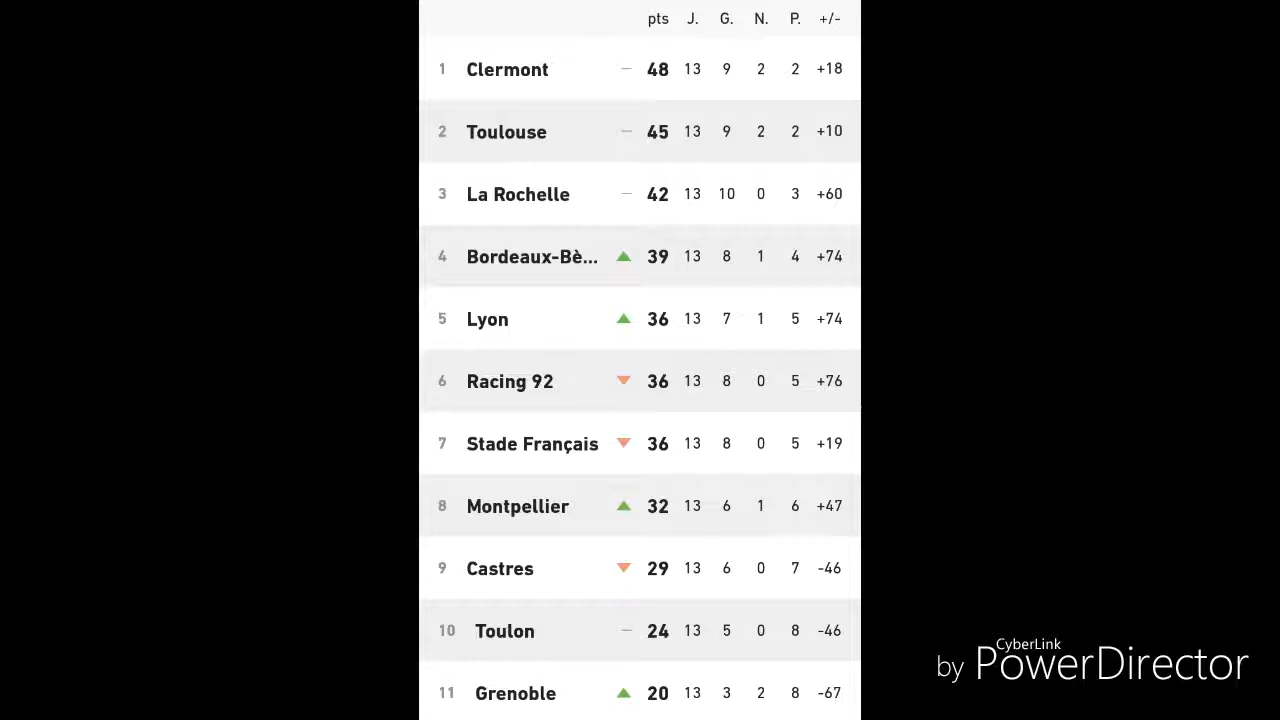 pts J. G. N. P. +/-
1 Clermont – 48 13 9 2 2 +18
2 Toulouse – 45 13 9 2 2 +10
3 La Rochelle – 42 13 10 0 3 +60
4 Bordeaux-Bè... 39 13 8 1 4 +74
5 Lyon 36 13 7 1 5 +74
6 Racing 92 36 13 8 0 5 +76
7 Stade Français 36 13 8 0 5 +19
8 Montpellier 32 13 6 1 6 +47
9 Castres 29 13 6 0 7 -46
10 Toulon – 24 13 5 0 8 -46
11 Grenoble 20 13 3 2 8 -67
CyberLink
by PowerDirector